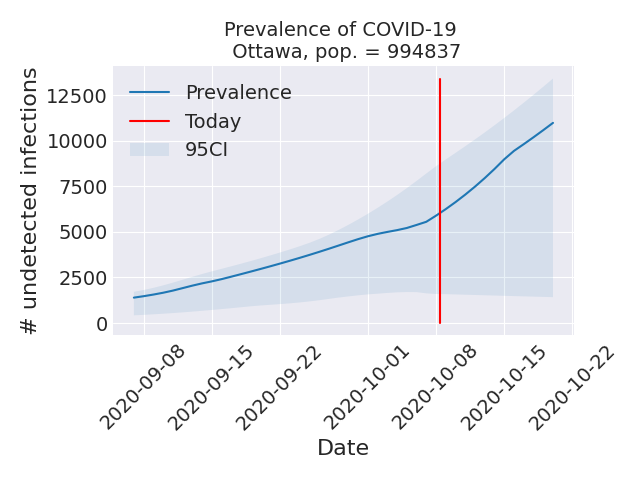 Prevalence of COVID-19
Ottawa, pop. = 994837
# undetected infections
12500
10000
7500
5000
2500
0
Prevalence
Today
95CI
2020-09-08
2020-09-15
2020-09-22
2020-10-01
2020-10-08
2020-10-15
2020-10-22
Date